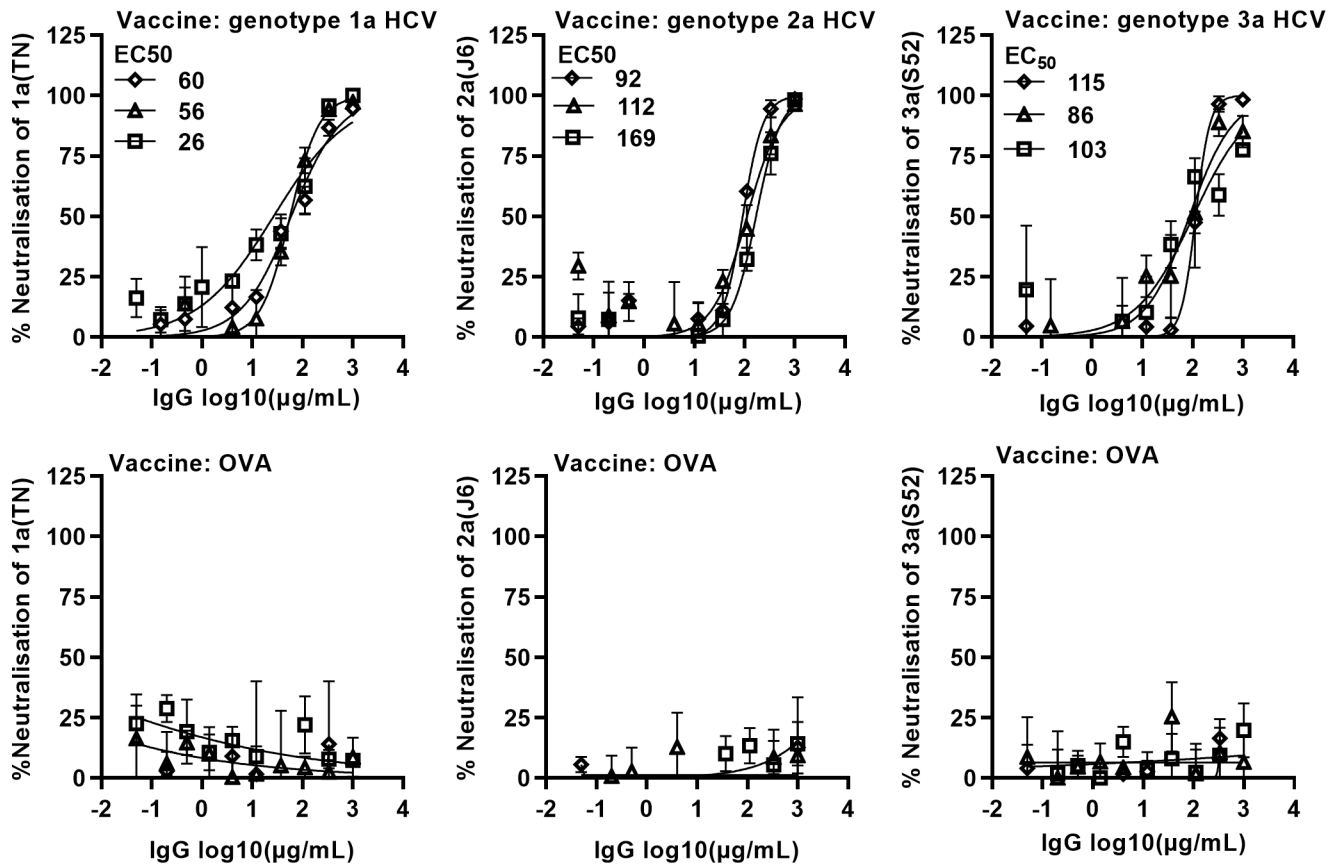 Vaccine: genotype 1a HCV
% Neutralisation of 1a(TN)
125
100
75
50
25
0
EC50
60
56
26
-2 -1 0 1 2 3 4
IgG log10(µg/mL)
Vaccine: genotype 2a HCV
% Neutralisation of 2a(J6)
125
100
75
50
25
0
EC50
92
112
169
-2 -1 0 1 2 3 4
IgG log10(µg/mL)
Vaccine: genotype 3a HCV
%Neutralisation of 3a(S52)
125
100
75
50
25
0
EC50
115
86
103
-2 -1 0 1 2 3 4
IgG log10(µg/mL)
Vaccine: OVA
%Neutralisation of 1a(TN)
125
100
75
50
25
0
-2 -1 0 1 2 3 4
IgG log10(µg/mL)
Vaccine: OVA
% Neutralisation of 2a(J6)
125
100
75
50
25
0
-2 -1 0 1 2 3 4
IgG log10(µg/mL)
Vaccine: OVA
% Neutralisation of 3a(S52)
125
100
75
50
25
0
-2 -1 0 1 2 3 4
IgG log10(µg/mL)